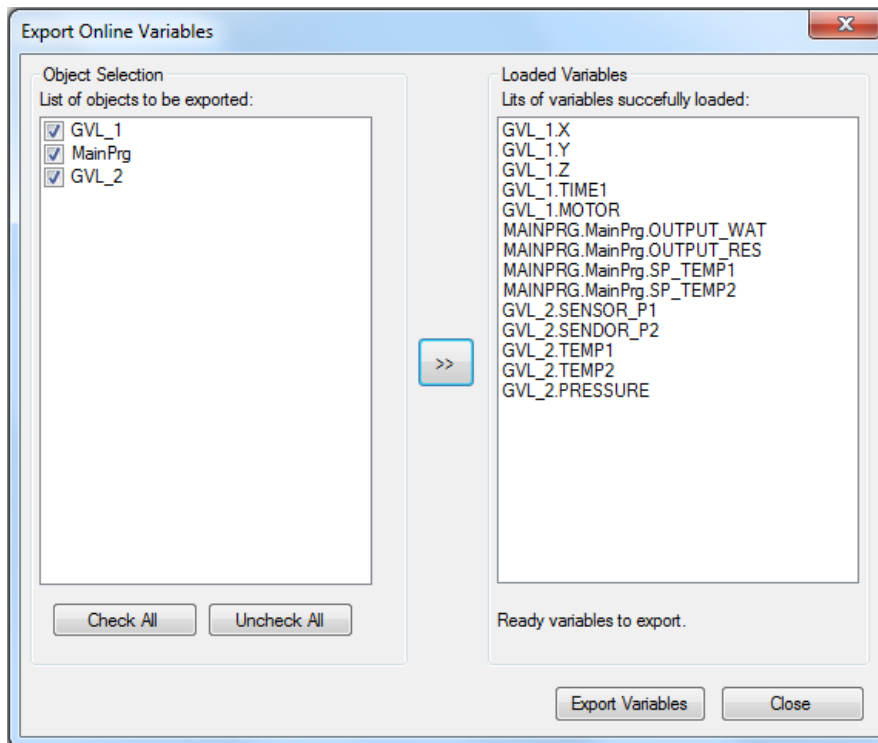 Export Online Variables
X
Object Selection
List of objects to be exported:
GVL_1
MainPrg
GVL_2
Check All
Uncheck All
>>
Loaded Variables
Lits of variables succefully loaded:
GVL_1.X
GVL_1.Y
GVL_1.Z
GVL_1.TIME1
GVL_1.MOTOR
MAINPRG.MainPrg.OUTPUT_WAT
MAINPRG.MainPrg.OUTPUT_RES
MAINPRG.MainPrg.SP_TEMP1
MAINPRG.MainPrg.SP_TEMP2
GVL_2.SENSOR_P1
GVL_2.SENDOR_P2
GVL_2.TEMP1
GVL_2.TEMP2
GVL_2.PRESSURE
Ready variables to export.
Export Variables
Close